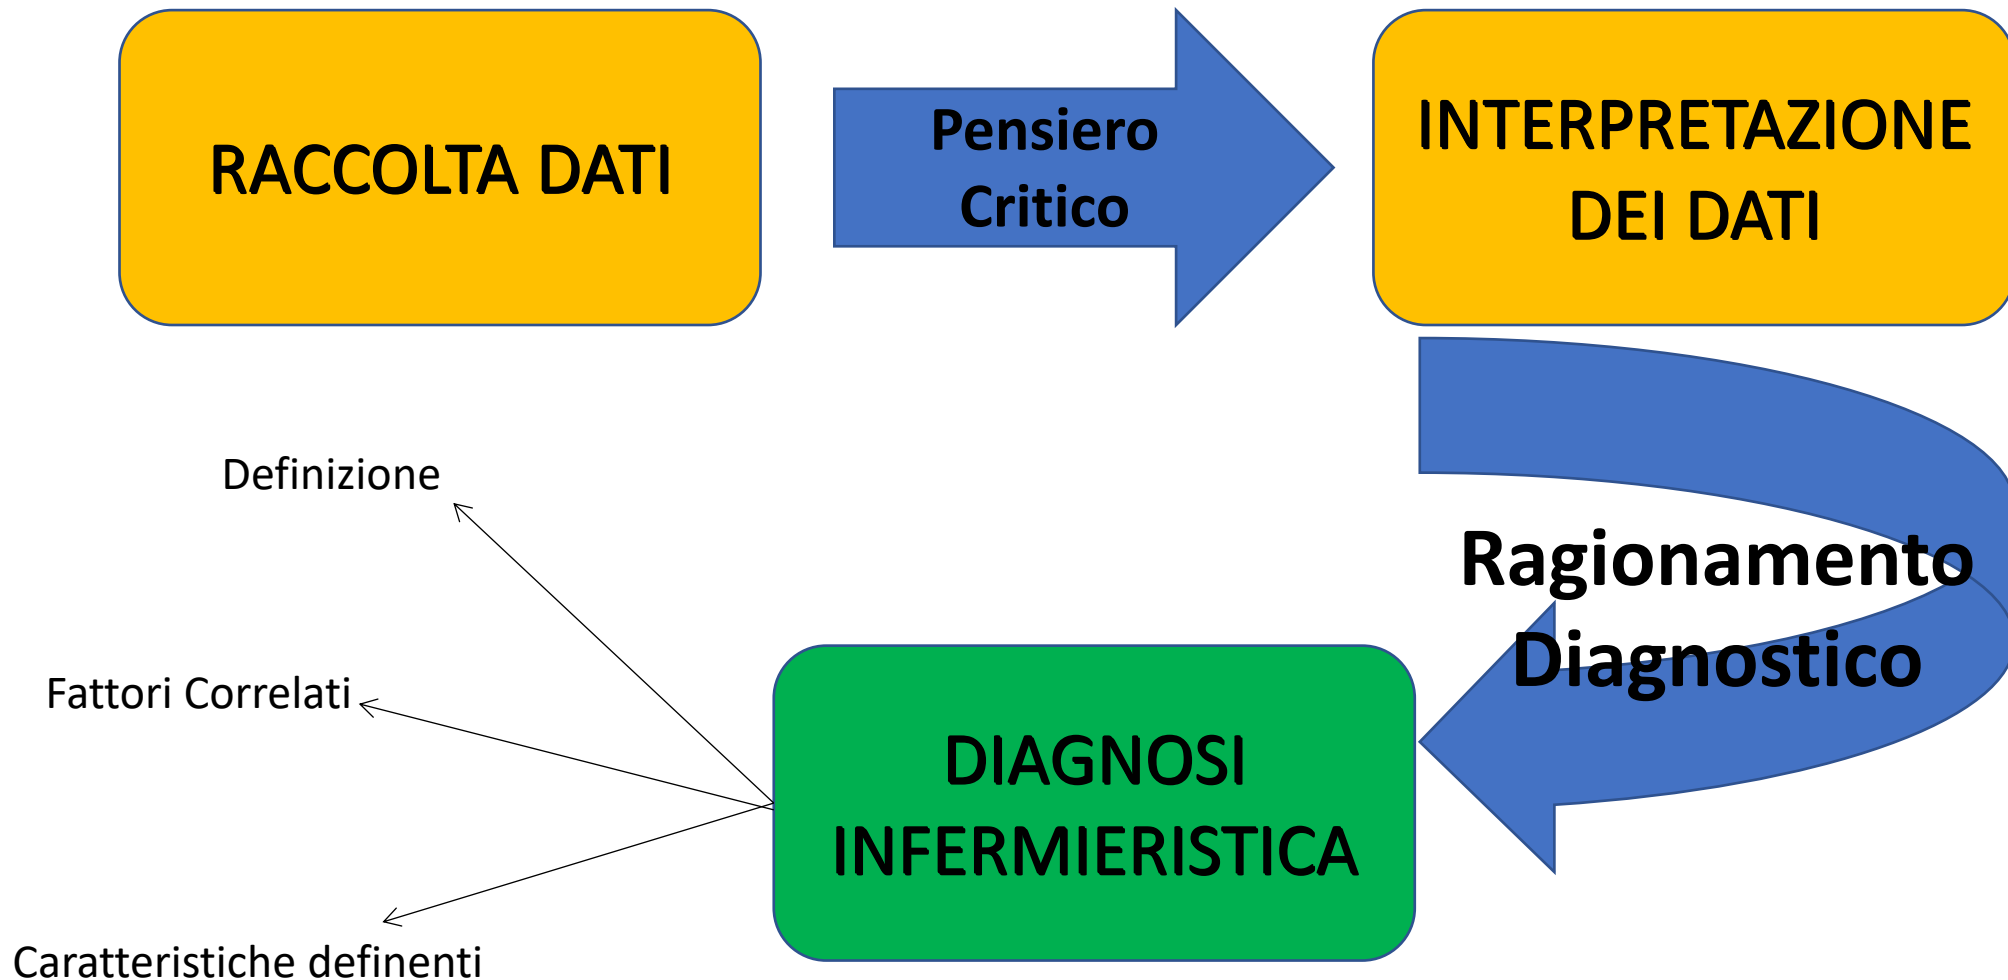 RACCOLTA DATI
Pensiero
Critico
INTERPRETAZIONE
DEI DATI
Ragionamento
Diagnostico
DIAGNOSI
INFERMIERISTICA
Definizione
Fattori Correlati
Caratteristiche definenti